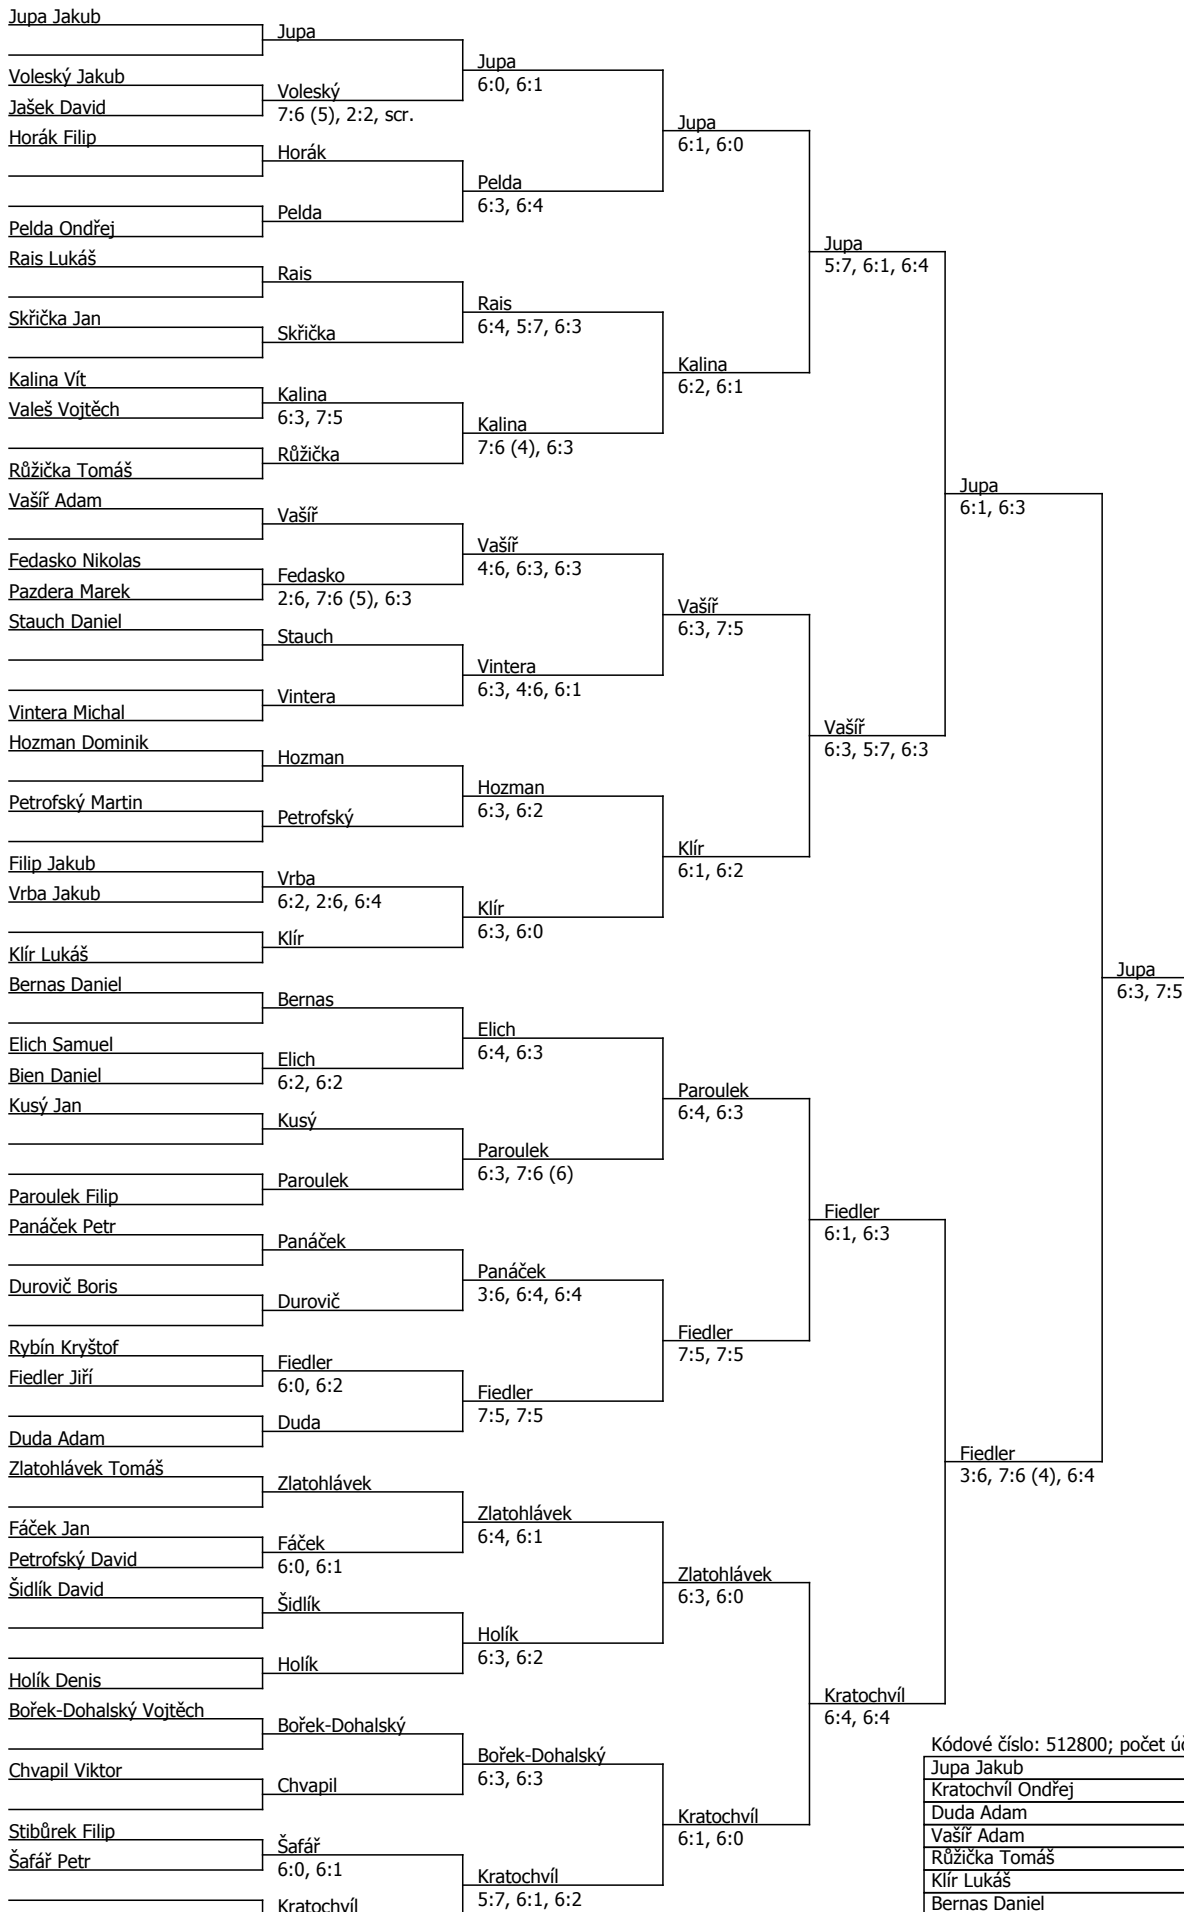 Jupa Jakub
Voleský Jakub
Jašek David
Horák Filip
Pelda Ondřej
Rais Lukáš
Skřička Jan
Kalina Vít
Valeš Vojtěch
Růžička Tomáš
Vašíř Adam
Fedasko Nikolas
Pazdera Marek
Stauch Daniel
Vintera Michal
Hozman Dominik
Petrofský Martin
Filip Jakub
Vrba Jakub
Klír Lukáš
Bernas Daniel
Elich Samuel
Bien Daniel
Kusý Jan
Paroulek Filip
Panáček Petr
Durovič Boris
Rybín Kryštof
Fiedler Jiří
Duda Adam
Zlatohlávek Tomáš
Fáček Jan
Petrofský David
Šidlík David
Holík Denis
Bořek-Dohalský Vojtěch
Chvapil Viktor
Stibůrek Filip
Šafář Petr
Jupa
Voleský
7:6 (5), 2:2, scr.
Horák
Pelda
Rais
Skřička
Kalina
6:3, 7:5
Růžička
Vašíř
Fedasko
2:6, 7:6 (5), 6:3
Stauch
Vintera
Hozman
Petrofský
Vrba
6:2, 2:6, 6:4
Klír
Bernas
Elich
6:2, 6:2
Kusý
Paroulek
Panáček
Durovič
Fiedler
6:0, 6:2
Duda
Zlatohlávek
Fáček
6:0, 6:1
Šidlík
Holík
Bořek-Dohalský
Chvapil
Šafář
6:0, 6:1
Kratochvíl
Jupa
6:0, 6:1
Pelda
6:3, 6:4
Rais
6:4, 5:7, 6:3
Kalina
7:6 (4), 6:3
Vašíř
4:6, 6:3, 6:3
Vintera
6:3, 4:6, 6:1
Hozman
6:3, 6:2
Klír
6:3, 6:0
Elich
6:4, 6:3
Paroulek
6:3, 7:6 (6)
Panáček
3:6, 6:4, 6:4
Fiedler
7:5, 7:5
Zlatohlávek
6:4, 6:1
Holík
6:3, 6:2
Bořek-Dohalský
6:3, 6:3
Kratochvíl
5:7, 6:1, 6:2
Jupa
6:1, 6:0
Kalina
6:2, 6:1
Vašíř
6:3, 7:5
Klír
6:1, 6:2
Paroulek
6:4, 6:3
Fiedler
7:5, 7:5
Zlatohlávek
6:3, 6:0
Kratochvíl
6:1, 6:0
Jupa
5:7, 6:1, 6:4
Vašíř
6:3, 5:7, 6:3
Fiedler
6:1, 6:3
Kratochvíl
6:4, 6:4
Jupa
6:1, 6:3
Fiedler
3:6, 7:6 (4), 6:4
Jupa
6:3, 7:5
Kódové číslo: 512800; počet úč
Jupa Jakub
Kratochvíl Ondřej
Duda Adam
Vašíř Adam
Růžička Tomáš
Klír Lukáš
Bernas Daniel